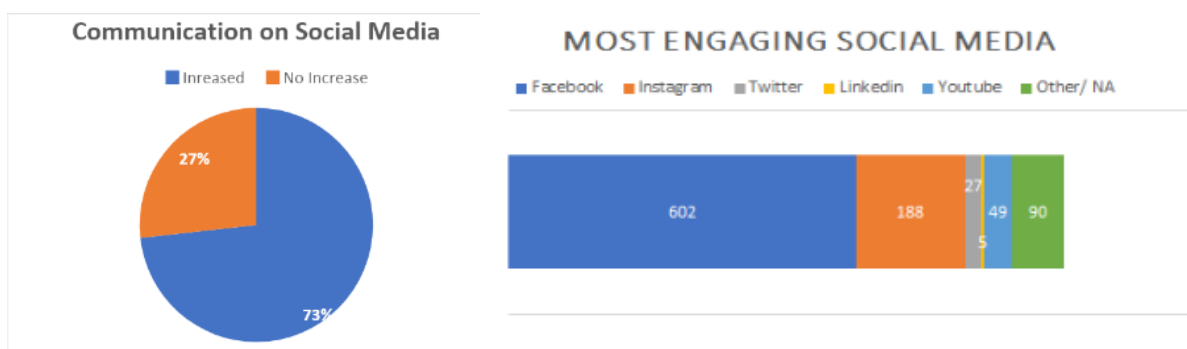 Communication on Social Media
Inreased No Increase
27%
73%
MOST ENGAGING SOCIAL MEDIA
Facebook Instagram Twitter Linkedin Youtube Other/ NA
602 188 27 5 49 90